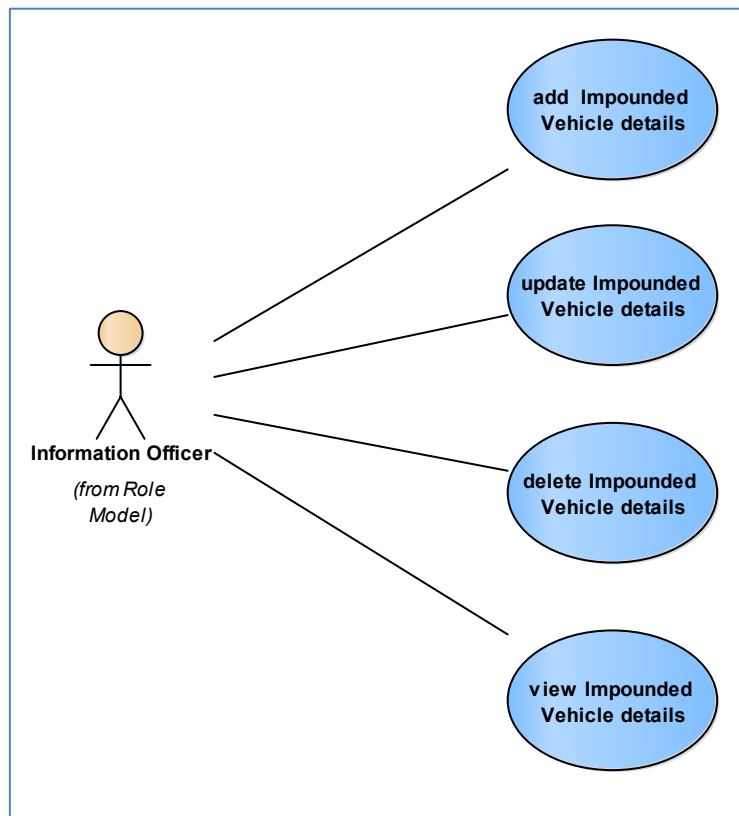 add Impounded
Vehicle details
update Impounded
Vehicle details
Information Officer
(from Role
Model)
delete Impounded
Vehicle details
view Impounded
Vehicle details